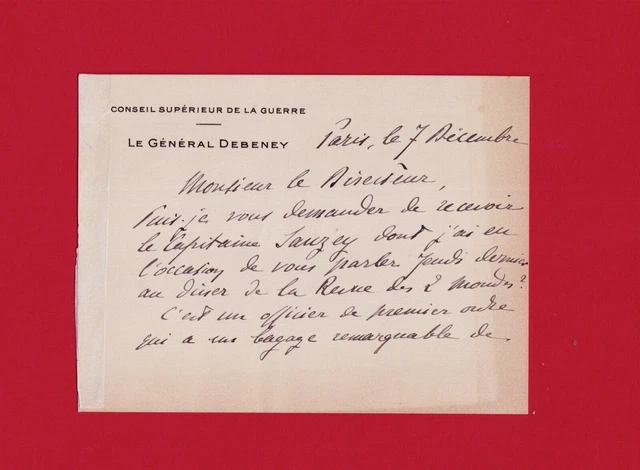 CONSEIL SUPÉRIEUR DE LA GUERRE
LE GÉNÉRAL DEBENEY
Paris, le 7 Décembre
Monsieur le Directeur,
Puis-je vous demander de recevoir
le Capitaine Sauzey dont j'ai eu
l'occasion de vous parler Jeudi dernier
au dîner de la Revue des 2 Mondes?
C'est un officier de premier ordre
qui a un bagage remarquable de